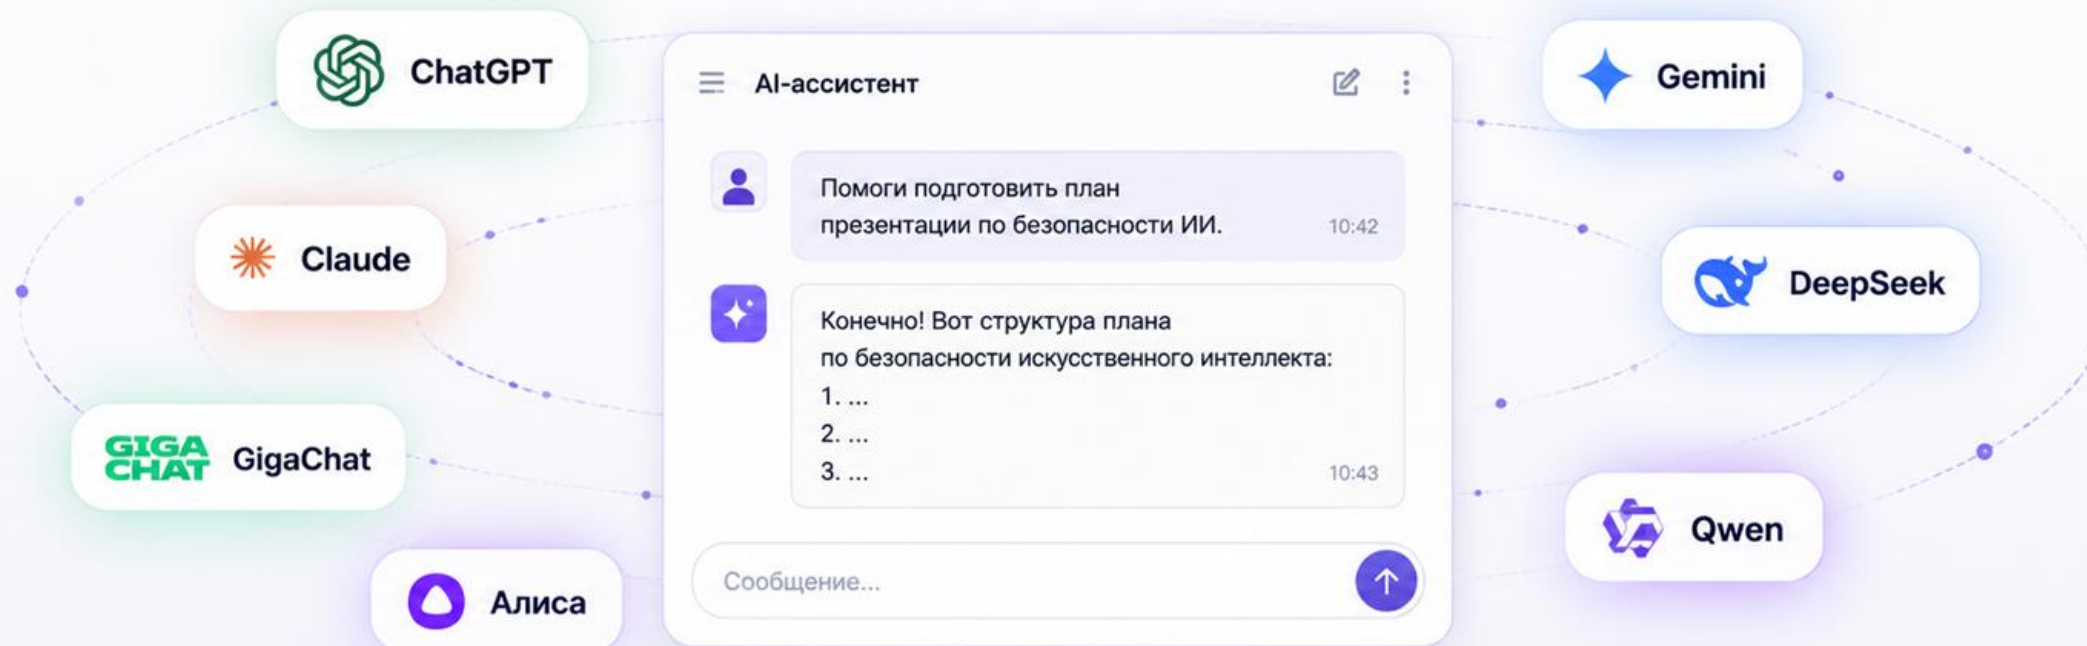 ChatGPT
Claude
GIGA
CHAT
GigaChat
Алиса
AI-ассистент
Помоги подготовить план
презентации по безопасности ИИ.
10:42
Конечно! Вот структура плана
по безопасности искусственного интеллекта:
1. ...
2. ...
3. ...
10:43
Сообщение...
Gemini
DeepSeek
Qwen